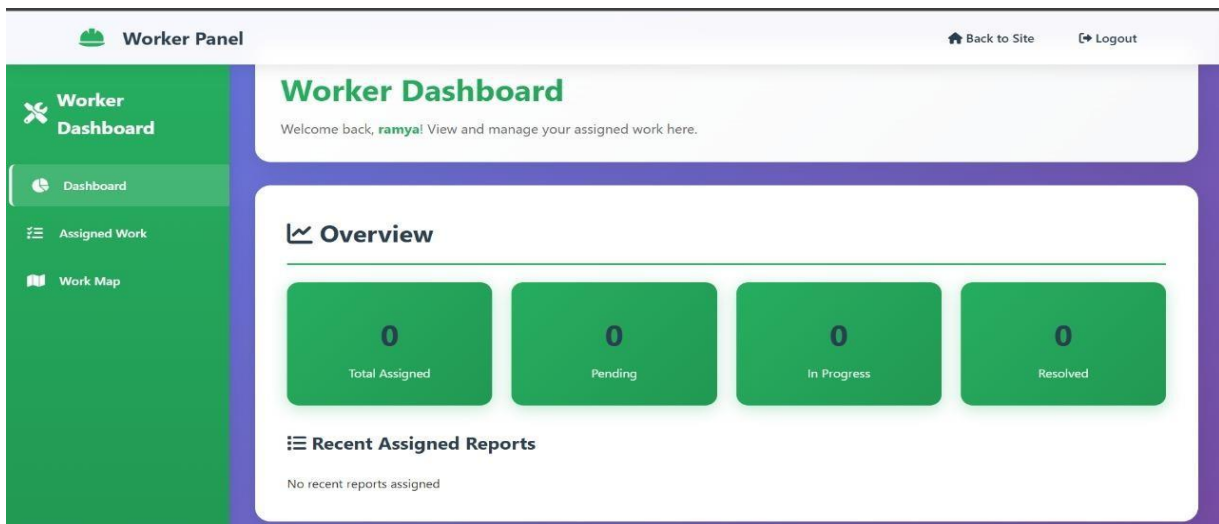 Worker Panel
Back to Site
Logout
Worker
Dashboard
Dashboard
Assigned Work
Work Map
Worker Dashboard
Welcome back, ramya! View and manage your assigned work here.
Overview
0
Total Assigned
0
Pending
0
In Progress
0
Resolved
Recent Assigned Reports
No recent reports assigned